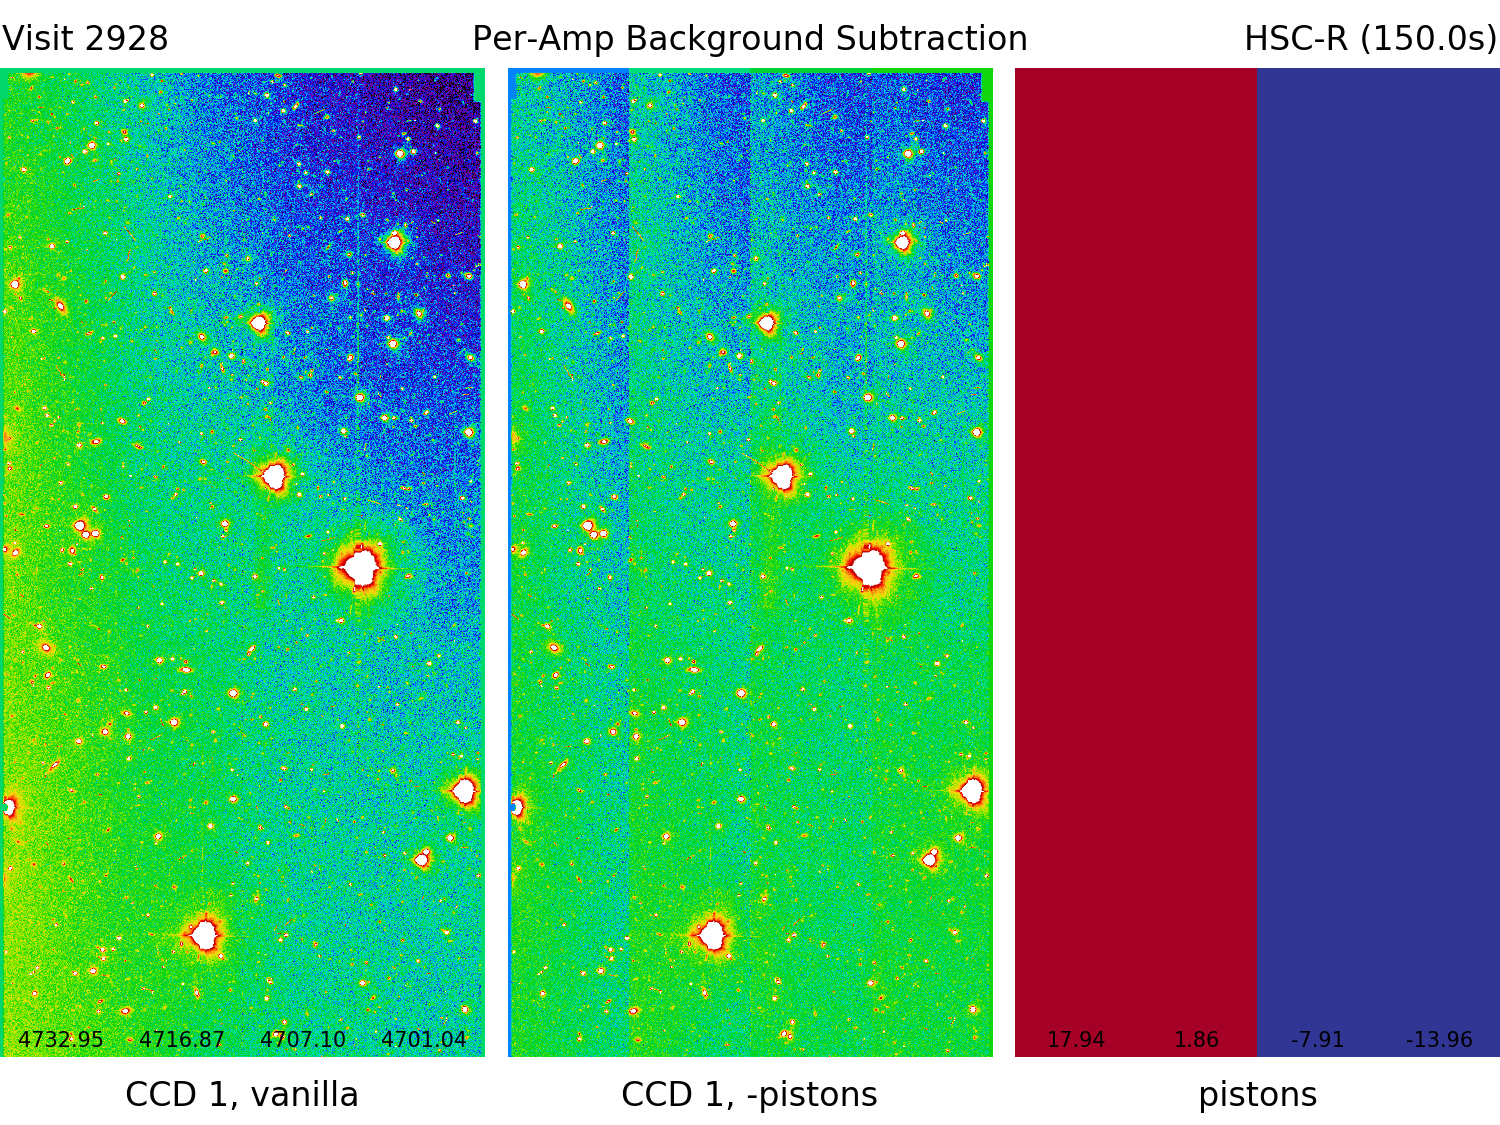 Visit 2928 Per-Amp Background Subtraction HSC-R (150.0s)
4732.95 4716.87 4707.10 4701.04 17.94 1.86 -7.91 -13.96
CCD 1, vanilla CCD 1, -pistons pistons